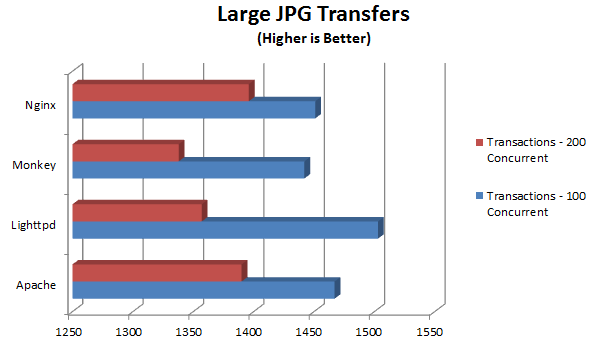 Large JPG Transfers
(Higher is Better)
Nginx
Monkey
Lighttpd
Apache
1250 1300 1350 1400 1450 1500 1550
Transactions - 200
Concurrent
Transactions - 100
Concurrent